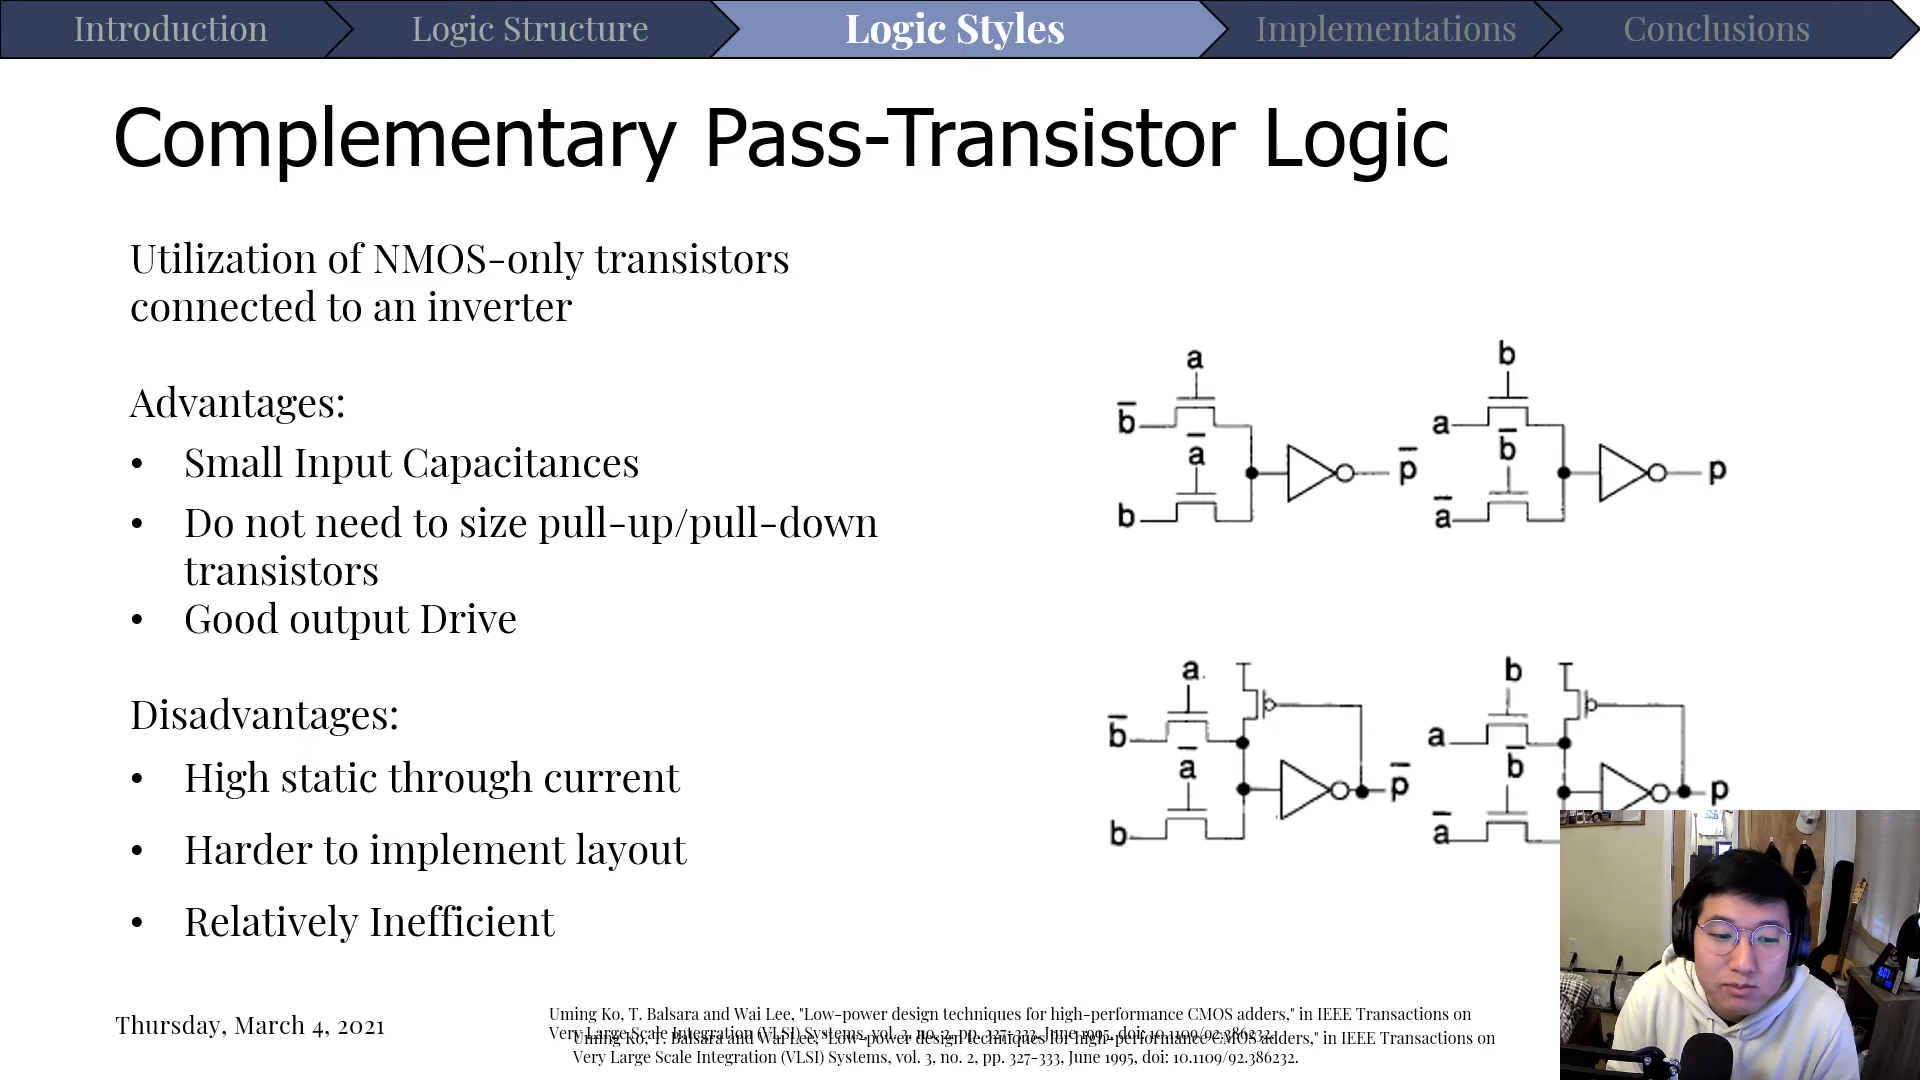 Introduction
Logic Structure
Logic Styles
Implementations
Conclusions
Complementary Pass-Transistor Logic
Utilization of NMOS-only transistors
connected to an inverter
Advantages:
• Small Input Capacitances
• Do not need to size pull-up/pull-down
transistors
• Good output Drive
Disadvantages:
• High static through current
• Harder to implement layout
• Relatively Inefficient
a
b̅
a̅
b
p̅
b
a
b̅
a̅
p
a
b̅
a̅
b
p̅
b
a
b̅
a̅
p
Thursday, March 4, 2021
Uming Ko, T. Balsara and Wai Lee, "Low-power design techniques for high-performance CMOS adders," in IEEE Transactions on
Very Large Scale Integration (VLSI) Systems, vol. 3, no. 2, pp. 327-333, June 1995, doi: 10.1109/92.386232.
Uming Ko, T. Balsara and Wai Lee, "Low-power design techniques for high-performance CMOS adders," in IEEE Transactions on
Very Large Scale Integration (VLSI) Systems, vol. 3, no. 2, pp. 327-333, June 1995, doi: 10.1109/92.386232.